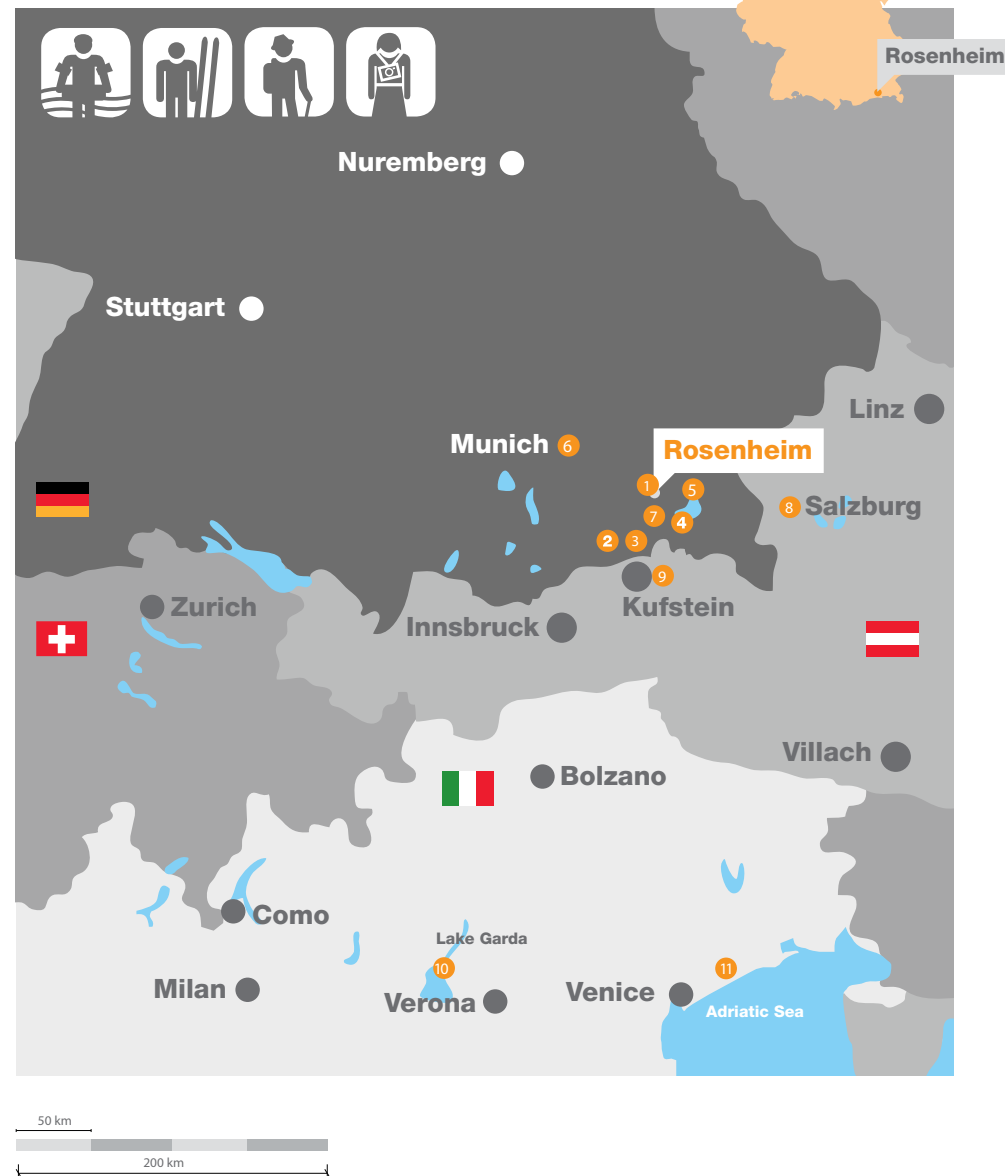 Rosenheim
Nuremberg
Stuttgart
Linz
Munich 6
Rosenheim
1
5
8 Salzburg
7
4
2
3
9
Zurich
Kufstein
Innsbruck
Villach
Bolzano
Como
Lake Garda
10
11
Milan
Verona
Venice
Adriatic Sea
50 km
200 km